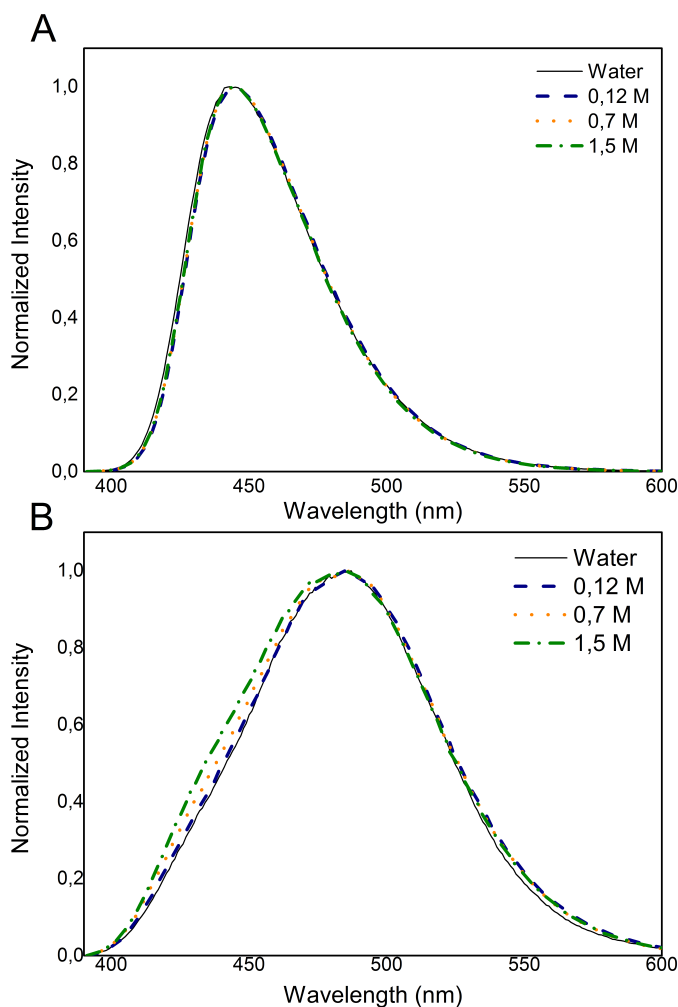 A
Normalized Intensity
1,0
0,8
0,6
0,4
0,2
0,0
Water
0,12 M
0,7 M
1,5 M
400 450 500 550 600
Wavelength (nm)
B
Normalized Intensity
1,0
0,8
0,6
0,4
0,2
0,0
Water
0,12 M
0,7 M
1,5 M
400 450 500 550 600
Wavelength (nm)